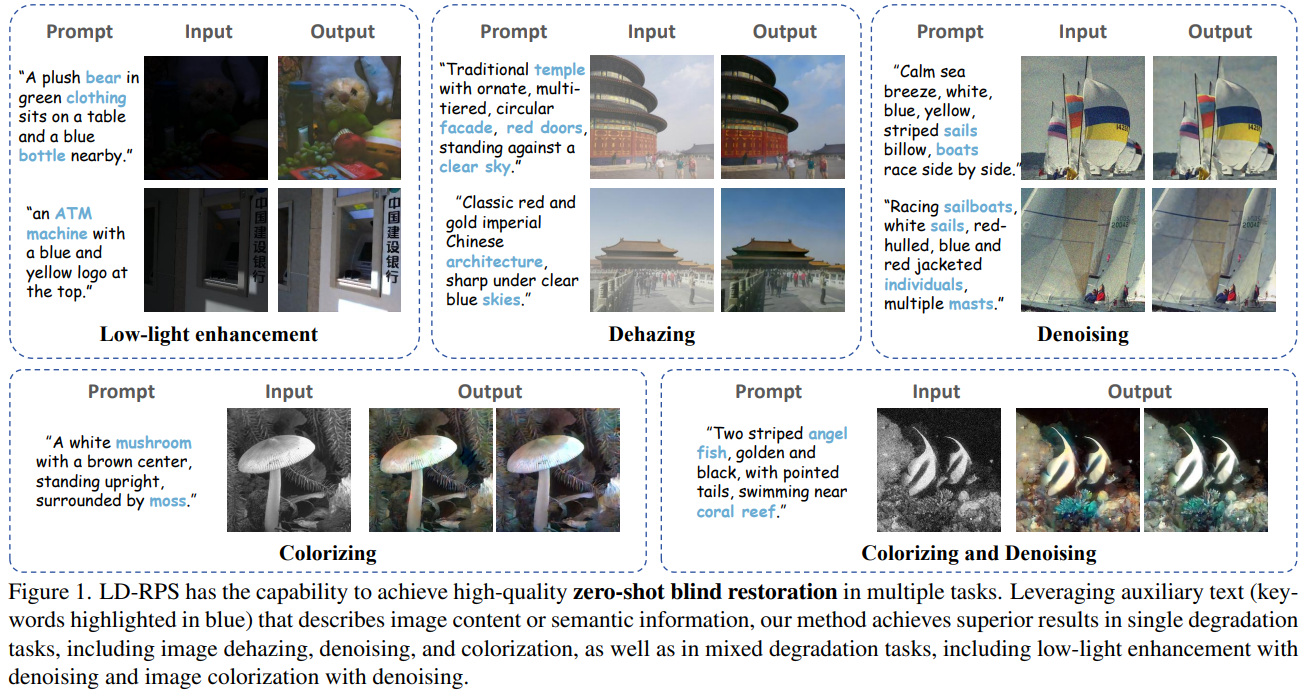 Prompt Input Output
“A plush bear in
green clothing
sits on a table
and a blue
bottle nearby.”
“an ATM
machine with
a blue and
yellow logo at
the top.”
中国建设银行
Low-light enhancement
Prompt Input Output
“Traditional temple
with ornate, multi-
tiered, circular
facade, red doors,
standing against a
clear sky.”
“Classic red and
gold imperial
Chinese
architecture,
sharp under clear
blue skies.”
Dehazing
Prompt Input Output
“Calm sea
breeze, white,
blue, yellow,
striped sails
billow, boats
race side by side.”
“Racing sailboats,
white sails, red-
hulled, blue and
red jacketed
individuals,
multiple masts.”
Denoising
Prompt Input Output
“A white mushroom
with a brown center,
standing upright,
surrounded by moss.”
Colorizing
Prompt Input Output
“Two striped angel
fish, golden and
black, with pointed
tails, swimming near
coral reef.”
Colorizing and Denoising
Figure 1. LD-RPS has the capability to achieve high-quality zero-shot blind restoration in multiple tasks. Leveraging auxiliary text (key-
words highlighted in blue) that describes image content or semantic information, our method achieves superior results in single degradation
tasks, including image dehazing, denoising, and colorization, as well as in mixed degradation tasks, including low-light enhancement with
denoising and image colorization with denoising.